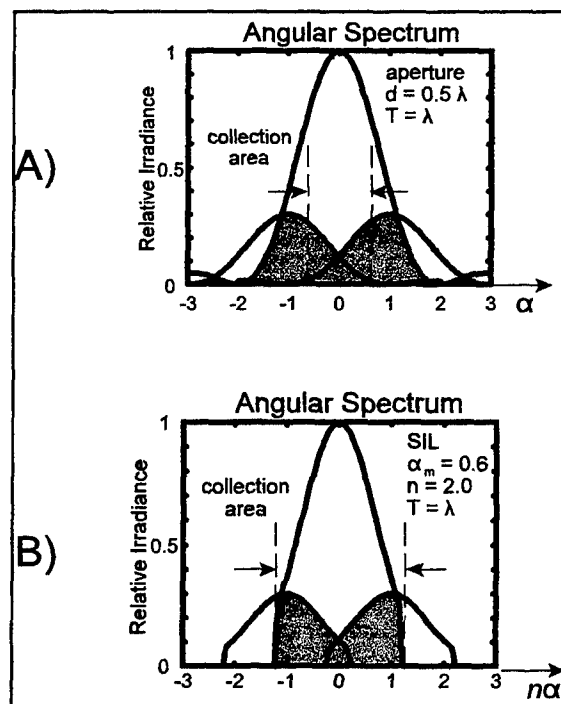 A)
Angular Spectrum
Relative Irradiance
1
0.5
0
collection
area
aperture
d = 0.5 λ
T = λ
-3 -2 -1 0 1 2 3
α
B)
Angular Spectrum
Relative Irradiance
1
0.5
0
collection
area
SIL
αm = 0.6
n = 2.0
T = λ
-3 -2 -1 0 1 2 3
nα